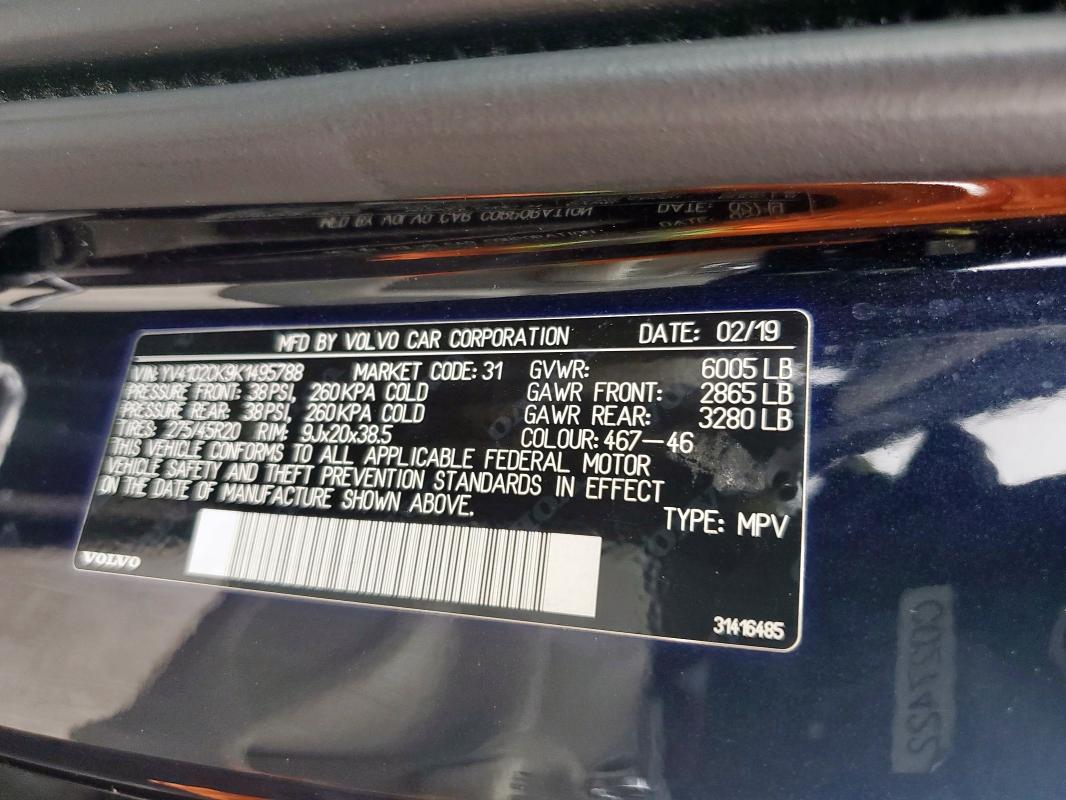 MFD BY VOLVO CAR CORPORATION DATE: 02/19
VIN: YV4102CK9K1495788 MARKET CODE: 31 GVWR: 6005 LB
PRESSURE FRONT: 38PSI, 260KPA COLD GAWR FRONT: 2865 LB
PRESSURE REAR: 38PSI, 260KPA COLD GAWR REAR: 3280 LB
TIRES: 275/45R20 RIM: 9Jx20x38.5 COLOUR: 467-46
THIS VEHICLE CONFORMS TO ALL APPLICABLE FEDERAL MOTOR
VEHICLE SAFETY AND THEFT PREVENTION STANDARDS IN EFFECT
ON THE DATE OF MANUFACTURE SHOWN ABOVE.
TYPE: MPV
VOLVO
31416485